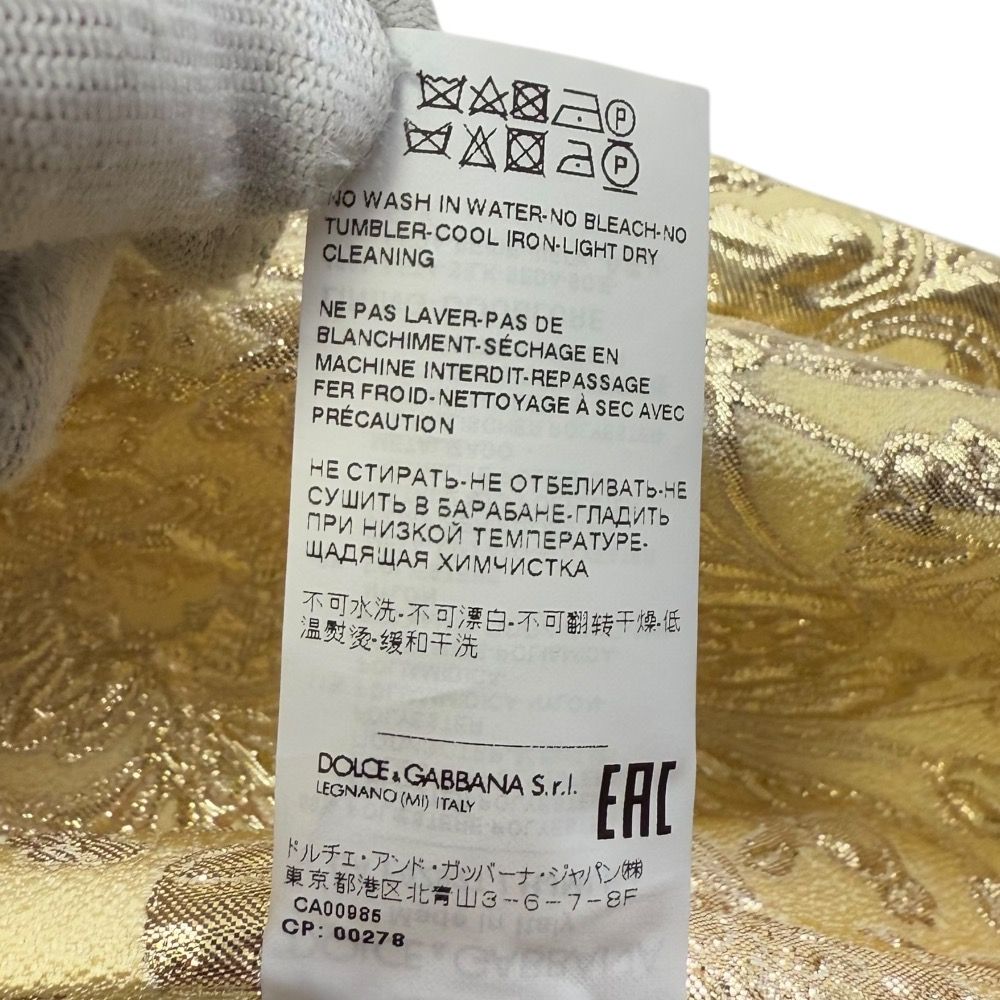 P
P
NO WASH IN WATER-NO BLEACH-NO
TUMBLER-COOL IRON-LIGHT DRY
CLEANING
NE PAS LAVER-PAS DE
BLANCHIMENT-SÉCHAGE EN
MACHINE INTERDIT-REPASSAGE
FER FROID-NETTOYAGE À SEC AVEC
PRÉCAUTION
НЕ СТИРАТЬ-НЕ ОТБЕЛИВАТЬ-НЕ
СУШИТЬ В БАРАБАНЕ-ГЛАДИТЬ
ПРИ НИЗКОЙ ТЕМПЕРАТУРЕ-
ЩАДЯЩАЯ ХИМЧИСТКА
不可水洗-不可漂白-不可翻转干燥-低
温熨烫-缓和干洗
DOLCE & GABBANA S.r.l.
LEGNANO (MI) ITALY
EAC
ドルチェ・アンド・ガッバーナ・ジャパン㈱
東京都港区北青山3-6-7-8F
CA00985
CP: 00278
Made in Italy
DOLCE & GABBANA